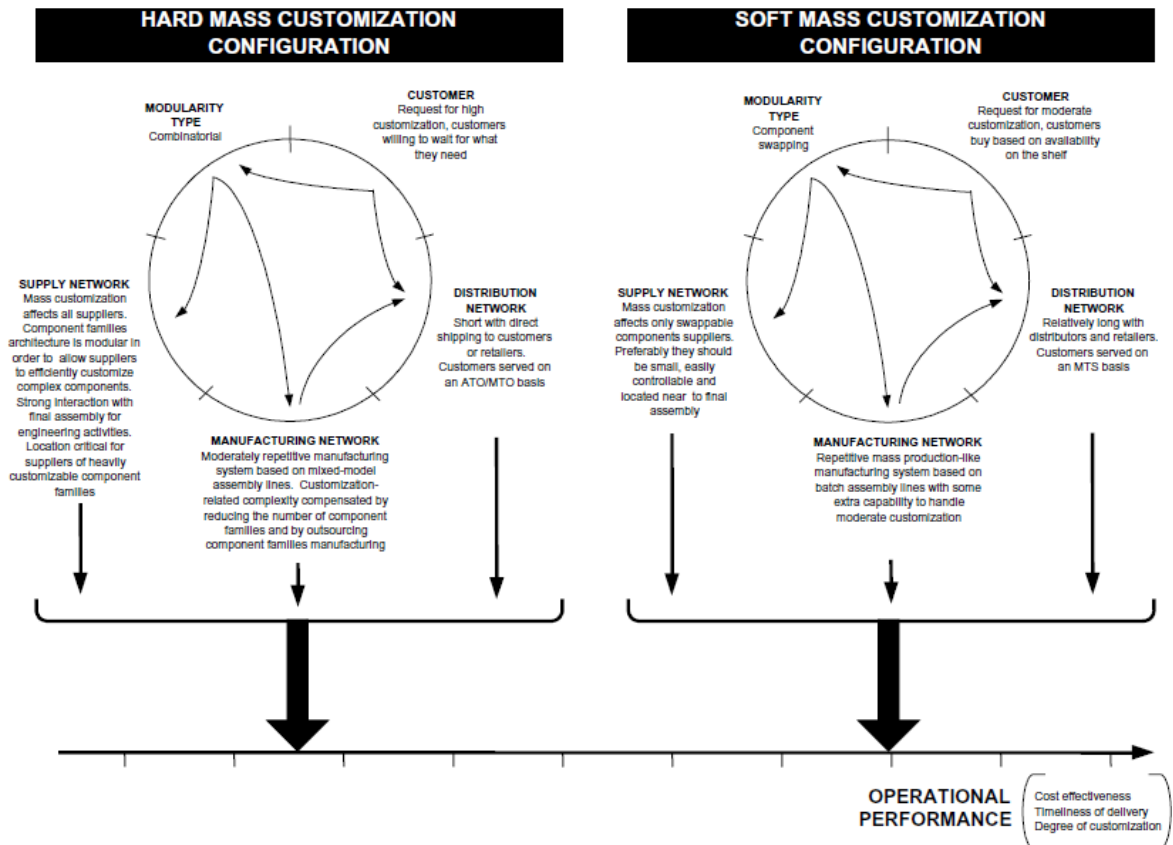 HARD MASS CUSTOMIZATION
CONFIGURATION
MODULARITY
TYPE
Combinatorial
CUSTOMER
Request for high
customization, customers
willing to wait for what
they need
SUPPLY NETWORK
Mass customization
affects all suppliers.
Component families
architecture is modular in
order to allow suppliers
to efficiently customize
complex components.
Strong interaction with
final assembly for
engineering activities.
Location critical for
suppliers of heavily
customizable component
families
DISTRIBUTION
NETWORK
Short with direct
shipping to customers
or retailers.
Customers served on
an ATO/MTO basis
MANUFACTURING NETWORK
Moderately repetitive manufacturing
system based on mixed-model
assembly lines. Customization-
related complexity compensated by
reducing the number of component
families and by outsourcing
component families manufacturing
SOFT MASS CUSTOMIZATION
CONFIGURATION
MODULARITY
TYPE
Component
swapping
CUSTOMER
Request for moderate
customization, customers
buy based on availability
on the shelf
SUPPLY NETWORK
Mass customization
affects only swappable
components suppliers.
Preferably they should
be small, easily
controllable and
located near to final
assembly
DISTRIBUTION
NETWORK
Relatively long with
distributors and retailers.
Customers served on
an MTS basis
MANUFACTURING NETWORK
Repetitive mass production-like
manufacturing system based on
batch assembly lines with some
extra capability to handle
moderate customization
OPERATIONAL
PERFORMANCE
Cost effectiveness
Timeliness of delivery
Degree of customization